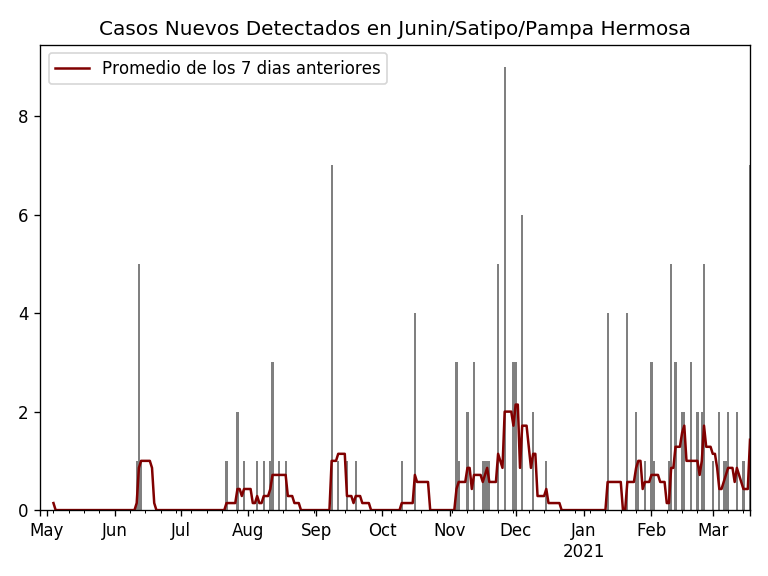 Casos Nuevos Detectados en Junin/Satipo/Pampa Hermosa
Promedio de los 7 dias anteriores
8
6
4
2
0
May Jun Jul Aug Sep Oct Nov Dec Jan Feb Mar
2021